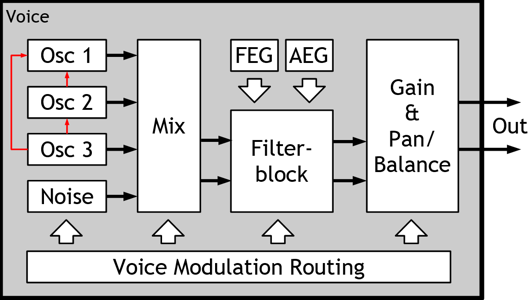 Voice
Osc 1
Osc 2
Osc 3
Noise
Mix
FEG
AEG
Filter-
block
Gain
&
Pan/
Balance
Out
Voice Modulation Routing